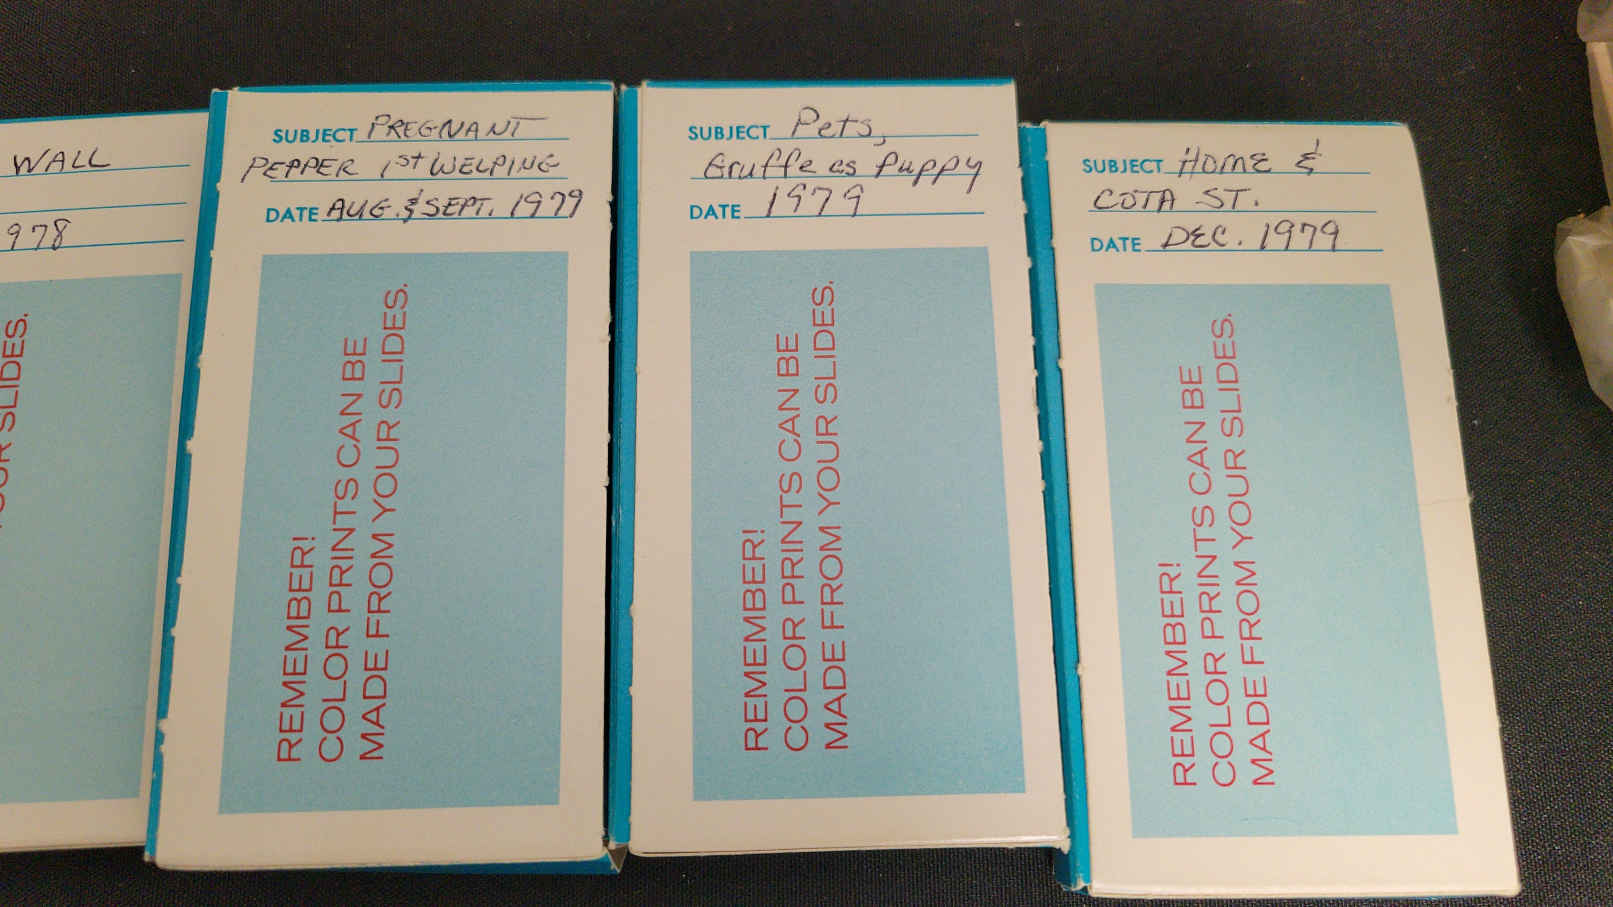 WALL
978
SLIDES.
SUBJECT PREGNANT
PEPPER 1st WELPING
DATE AUG. & SEPT. 1979
REMEMBER!
COLOR PRINTS CAN BE
MADE FROM YOUR SLIDES.
SUBJECT Pets,
Gruffe as Puppy
DATE 1979
REMEMBER!
COLOR PRINTS CAN BE
MADE FROM YOUR SLIDES.
SUBJECT HOME &
COTA ST.
DATE DEC. 1979
REMEMBER!
COLOR PRINTS CAN BE
MADE FROM YOUR SLIDES.